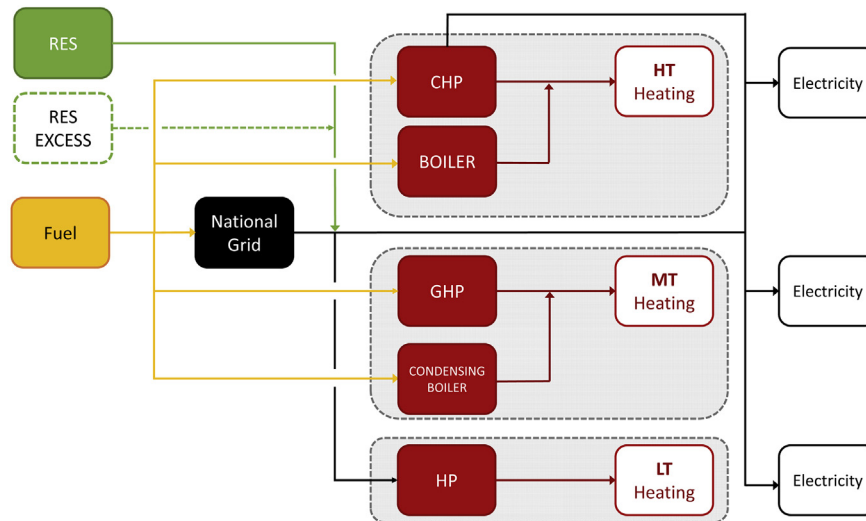 RES
CHP
HT
Heating
Electricity
RES
EXCESS
BOILER
Fuel
National
Grid
GHP
MT
Heating
Electricity
CONDENSING
BOILER
HP
LT
Heating
Electricity